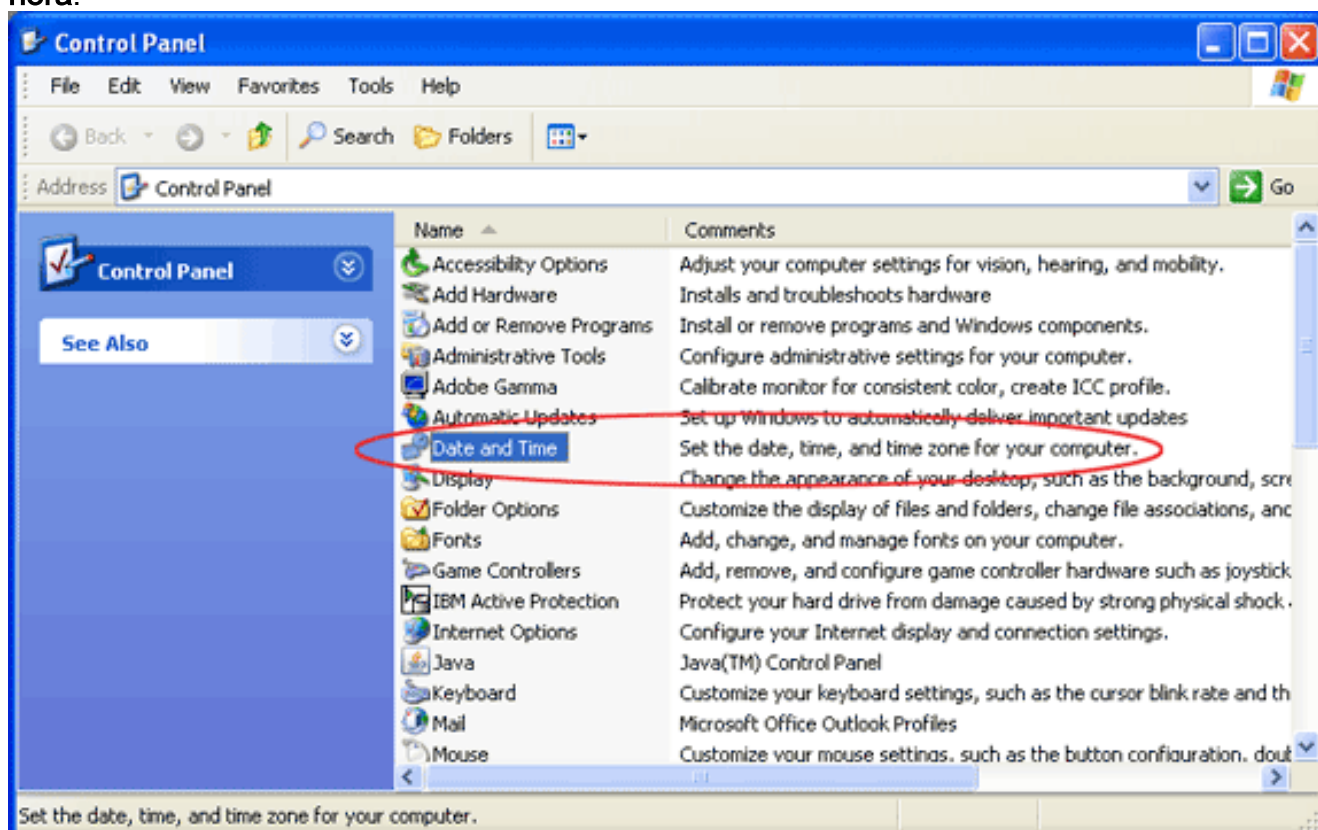 hora.
Control Panel
File Edit View Favorites Tools Help
Back Search Folders
Address Control Panel Go
Name Comments
Control Panel
See Also
Accessibility Options Adjust your computer settings for vision, hearing, and mobility.
Add Hardware Installs and troubleshoots hardware
Add or Remove Programs Install or remove programs and Windows components.
Administrative Tools Configure administrative settings for your computer.
Adobe Gamma Calibrate monitor for consistent color, create ICC profile.
Automatic Updates Set up Windows to automatically deliver important updates
Date and Time Set the date, time, and time zone for your computer.
Display Change the appearance of your desktop, such as the background, scre
Folder Options Customize the display of files and folders, change file associations, anc
Fonts Add, change, and manage fonts on your computer.
Game Controllers Add, remove, and configure game controller hardware such as joystick
IBM Active Protection Protect your hard drive from damage caused by strong physical shock
Internet Options Configure your Internet display and connection settings.
Java Java(TM) Control Panel
Keyboard Customize your keyboard settings, such as the cursor blink rate and th
Mail Microsoft Office Outlook Profiles
Mouse Customize your mouse settings, such as the button configuration, doub
Set the date, time, and time zone for your computer.